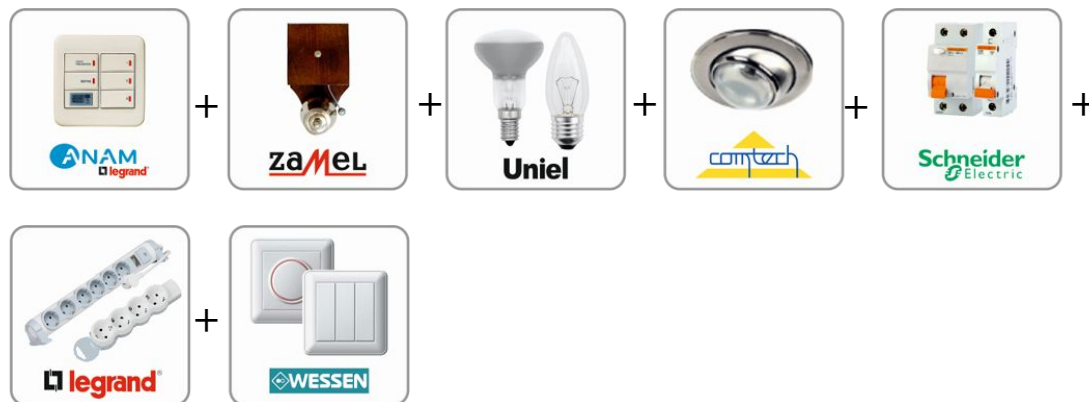 +
+
+
+
+
ANAM
legrand
zamel
Uniel
comtech
Schneider
Electric
+
legrand®
WESSEN